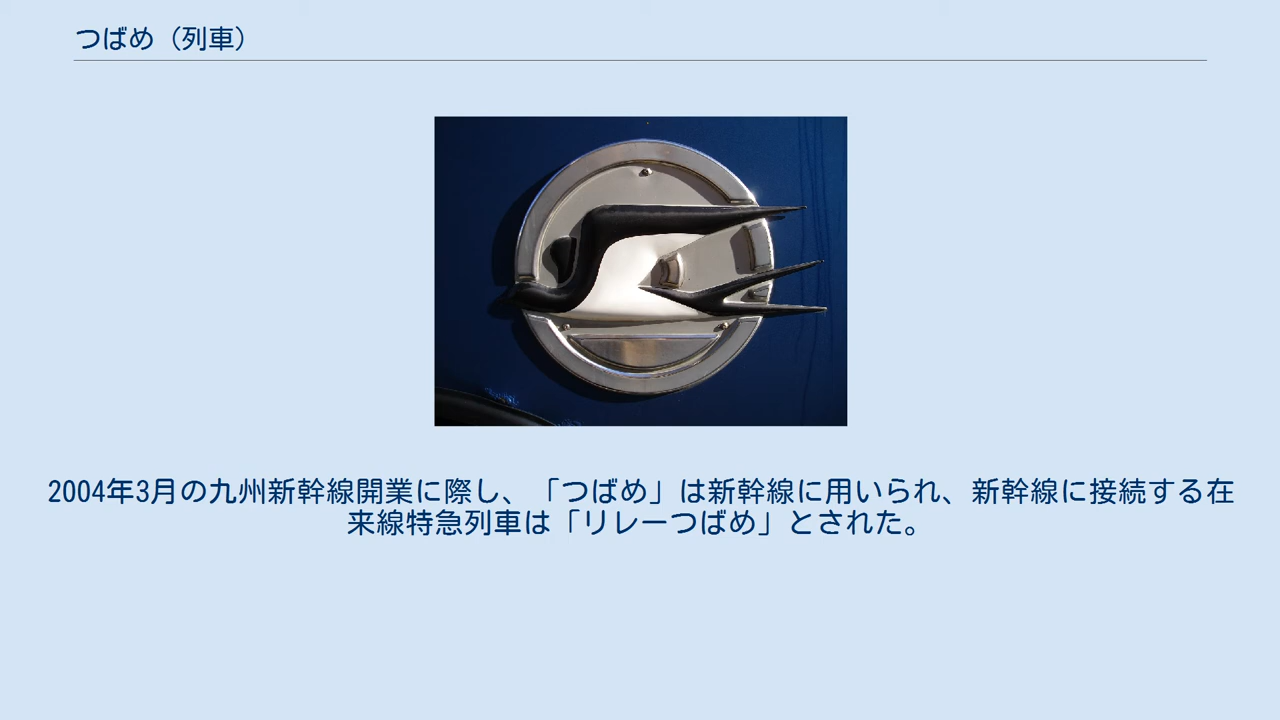 つばめ（列車）
2004年3月の九州新幹線開業に際し、「つばめ」は新幹線に用いられ、新幹線に接続する在
来線特急列車は「リレーつばめ」とされた。